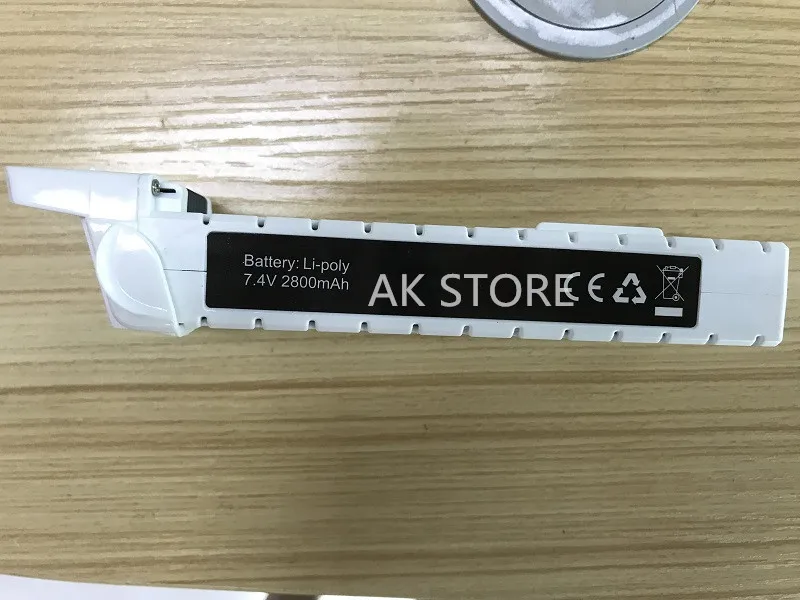 Battery: Li-poly
7.4V 2800mAh
AK STORE
CE